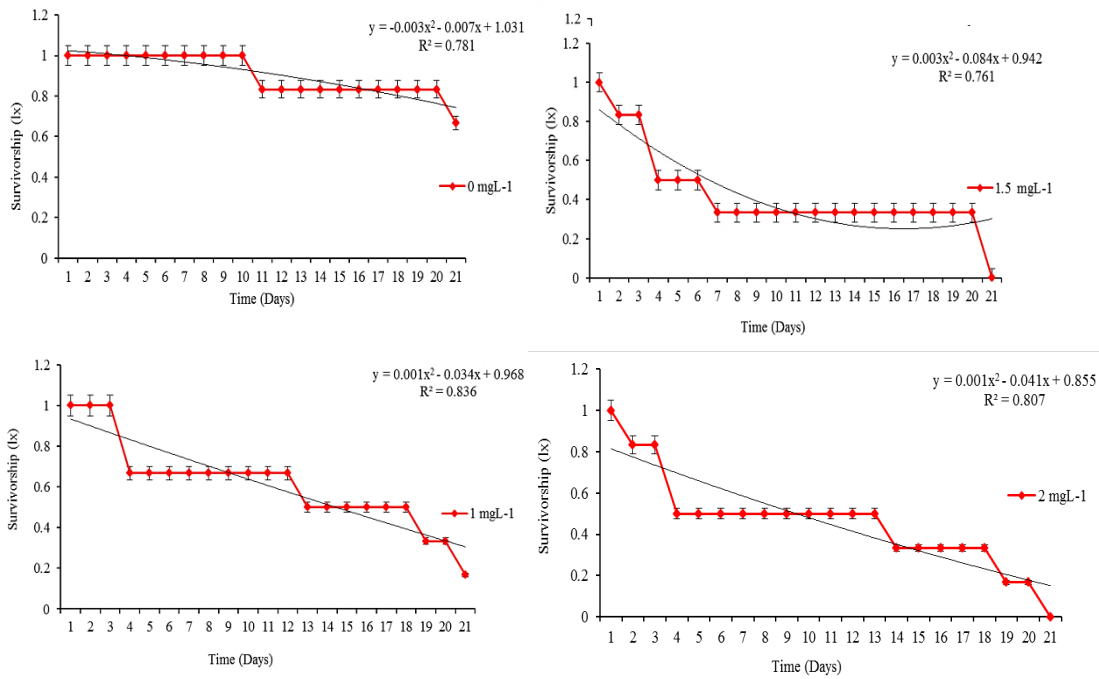 1.2
1
0.8
0.6
0.4
0.2
0
Survivorship (lx)
y = -0.003x² - 0.007x + 1.031
R² = 0.781
0 mgL-1
1 2 3 4 5 6 7 8 9 10 11 12 13 14 15 16 17 18 19 20 21
Time (Days)
1.2
1.2
1
0.8
0.6
0.4
0.2
0
Survivorship (lx)
y = 0.003x² - 0.084x + 0.942
R² = 0.761
1.5 mgL-1
1 2 3 4 5 6 7 8 9 10 11 12 13 14 15 16 17 18 19 20 21
Time (Days)
1.2
1
0.8
0.6
0.4
0.2
0
Survivorship (lx)
y = 0.001x² - 0.034x + 0.968
R² = 0.836
1 mgL-1
1 2 3 4 5 6 7 8 9 10 11 12 13 14 15 16 17 18 19 20 21
Time (Days)
1.2
1
0.8
0.6
0.4
0.2
0
Survivorship (lx)
y = 0.001x² - 0.041x + 0.855
R² = 0.807
2 mgL-1
1 2 3 4 5 6 7 8 9 10 11 12 13 14 15 16 17 18 19 20 21
Time (Days)